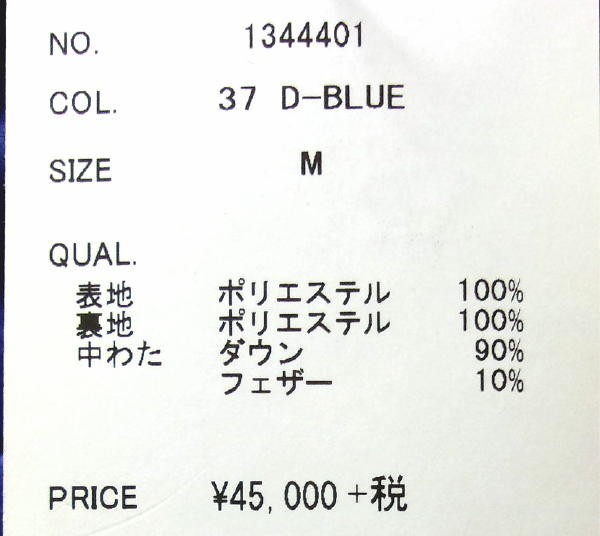 NO. 1344401
COL. 37 D-BLUE
SIZE M
QUAL.
表地 ポリエステル 100%
裏地 ポリエステル 100%
中わた ダウン 90%
フェザー 10%
PRICE ¥45,000+税